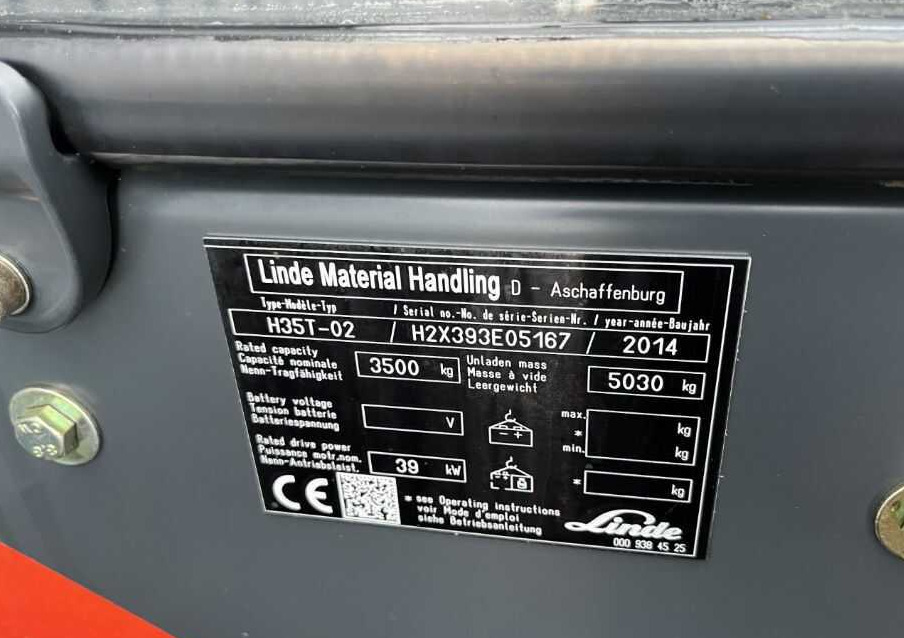 Linde Material Handling D - Aschaffenburg
Type-Modèle-Typ / Serial no.-No. de série-Serien-Nr. / year-année-Baujahr
H35T-02 / H2X393E05167 / 2014
Rated capacity
Capacité nominale
Nenn-Tragfähigkeit
3500 kg
Unladen mass
Masse à vide
Leergewicht
5030 kg
Battery voltage
Tension batterie
Batteriespannung
V
max.
*
min.
kg
kg
Rated drive power
Puissance motr.nom.
Nenn-Antriebsleist.
39 kW
* kg
CE
* see Operating instructions
voir Mode d'emploi
siehe Betriebsanleitung
Linde
000 938 45 25
8.8